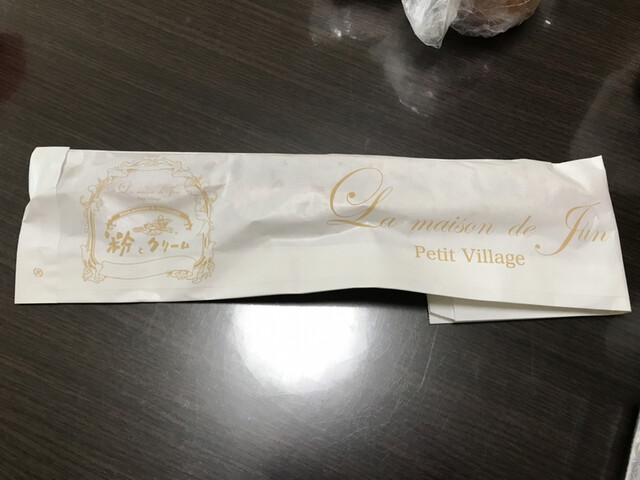 粉とクリーム
®
La maison de Jun
Petit Village